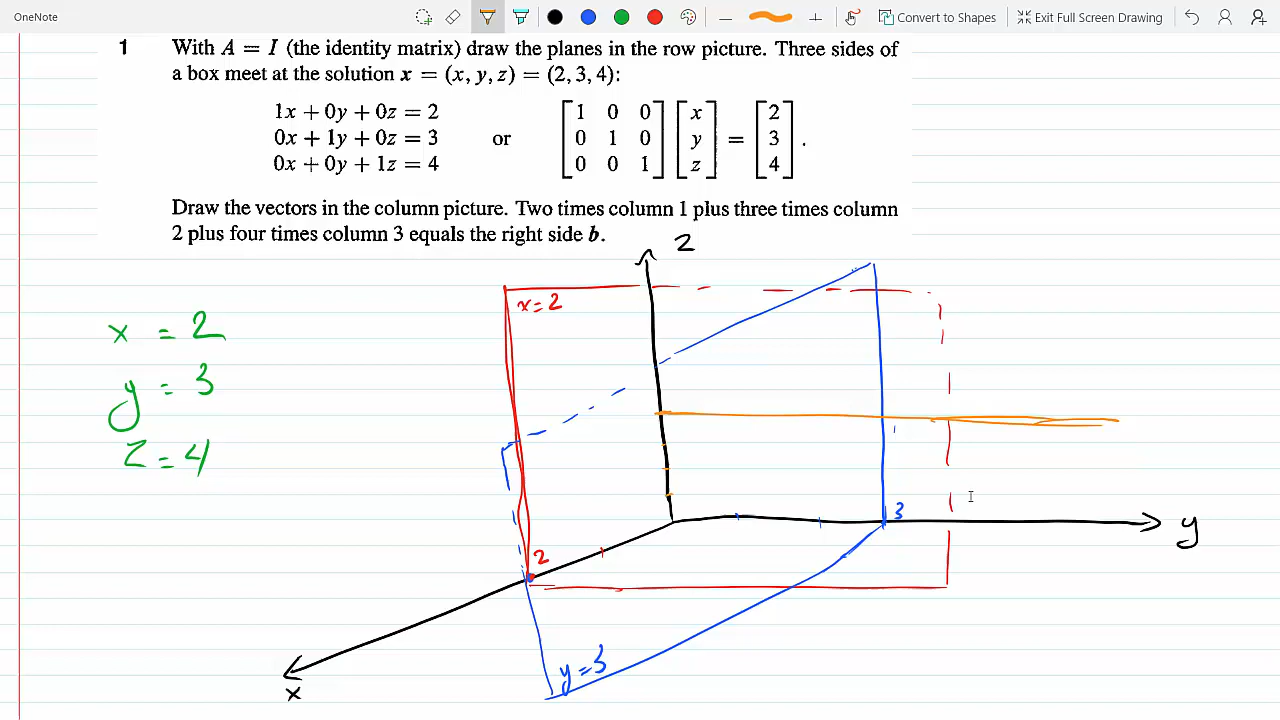 OneNote
Convert to Shapes
Exit Full Screen Drawing
1 With A = I (the identity matrix) draw the planes in the row picture. Three sides of
a box meet at the solution x = (x, y, z) = (2, 3, 4):
1x + 0y + 0z = 2
0x + 1y + 0z = 3 or
0x + 0y + 1z = 4
[1 0 0] [x] [2]
[0 1 0] [y] = [3] .
[0 0 1] [z] [4]
Draw the vectors in the column picture. Two times column 1 plus three times column
2 plus four times column 3 equals the right side b.
z
x=2
x = 2
y = 3
z = 4
3
y
2
y=3
x